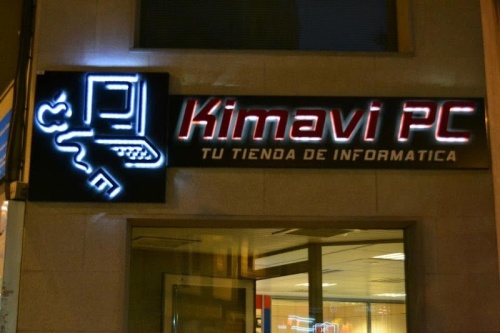 Kimavi PC
TU TIENDA DE INFORMATICA